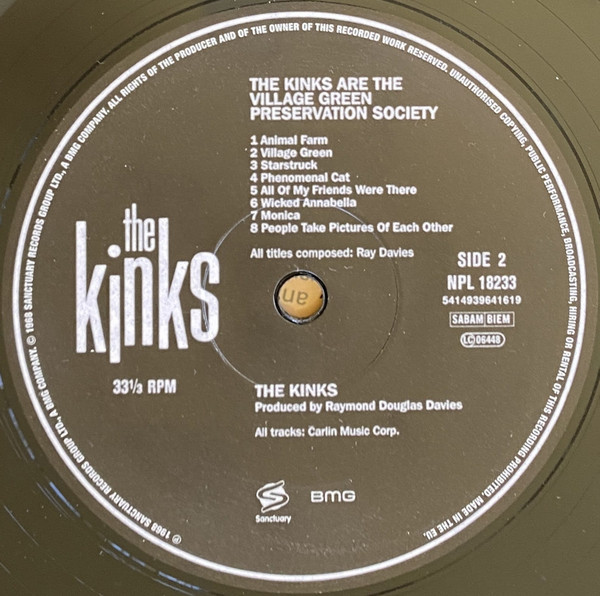 ℗ 1968 SANCTUARY RECORDS GROUP LTD., A BMG COMPANY. © 1968 SANCTUARY RECORDS GROUP LTD., A BMG COMPANY. ALL RIGHTS OF THE PRODUCER AND OF THE OWNER OF THIS RECORDED WORK RESERVED. UNAUTHORISED COPYING, PUBLIC PERFORMANCE, BROADCASTING, HIRING OR RENTAL OF THIS RECORDING PROHIBITED. MADE IN THE EU.
THE KINKS ARE THE
VILLAGE GREEN
PRESERVATION SOCIETY
1 Animal Farm
2 Village Green
3 Starstruck
4 Phenomenal Cat
5 All Of My Friends Were There
6 Wicked Annabella
7 Monica
8 People Take Pictures Of Each Other
All titles composed: Ray Davies
the
kinks
33⅓ RPM
SIDE 2
NPL 18233
5414939641619
SABAM BIEM
LC 06448
an
THE KINKS
Produced by Raymond Douglas Davies
All tracks: Carlin Music Corp.
Sanctuary
BMG